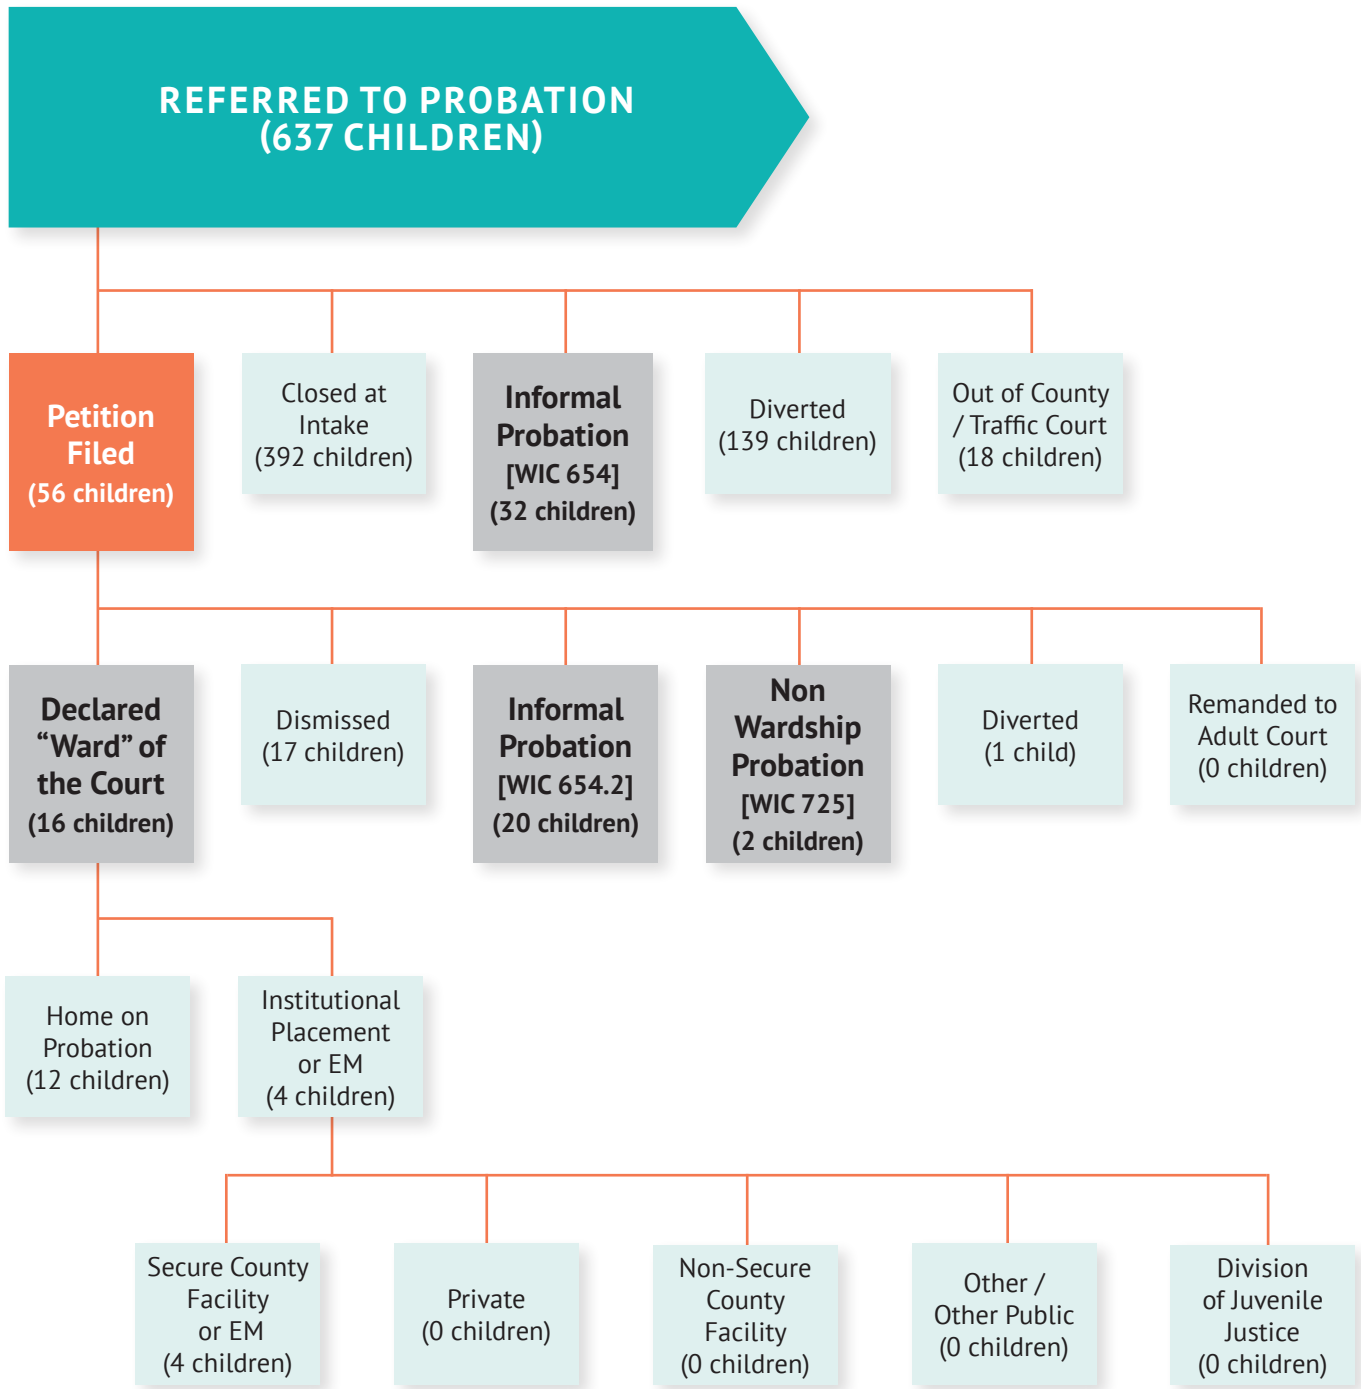 REFERRED TO PROBATION
(637 CHILDREN)
Petition
Filed
(56 children)
Closed at
Intake
(392 children)
Informal
Probation
[WIC 654]
(32 children)
Diverted
(139 children)
Out of County
/ Traffic Court
(18 children)
Declared
“Ward” of
the Court
(16 children)
Dismissed
(17 children)
Informal
Probation
[WIC 654.2]
(20 children)
Non
Wardship
Probation
[WIC 725]
(2 children)
Diverted
(1 child)
Remanded to
Adult Court
(0 children)
Home on
Probation
(12 children)
Institutional
Placement
or EM
(4 children)
Secure County
Facility
or EM
(4 children)
Private
(0 children)
Non-Secure
County
Facility
(0 children)
Other /
Other Public
(0 children)
Division
of Juvenile
Justice
(0 children)